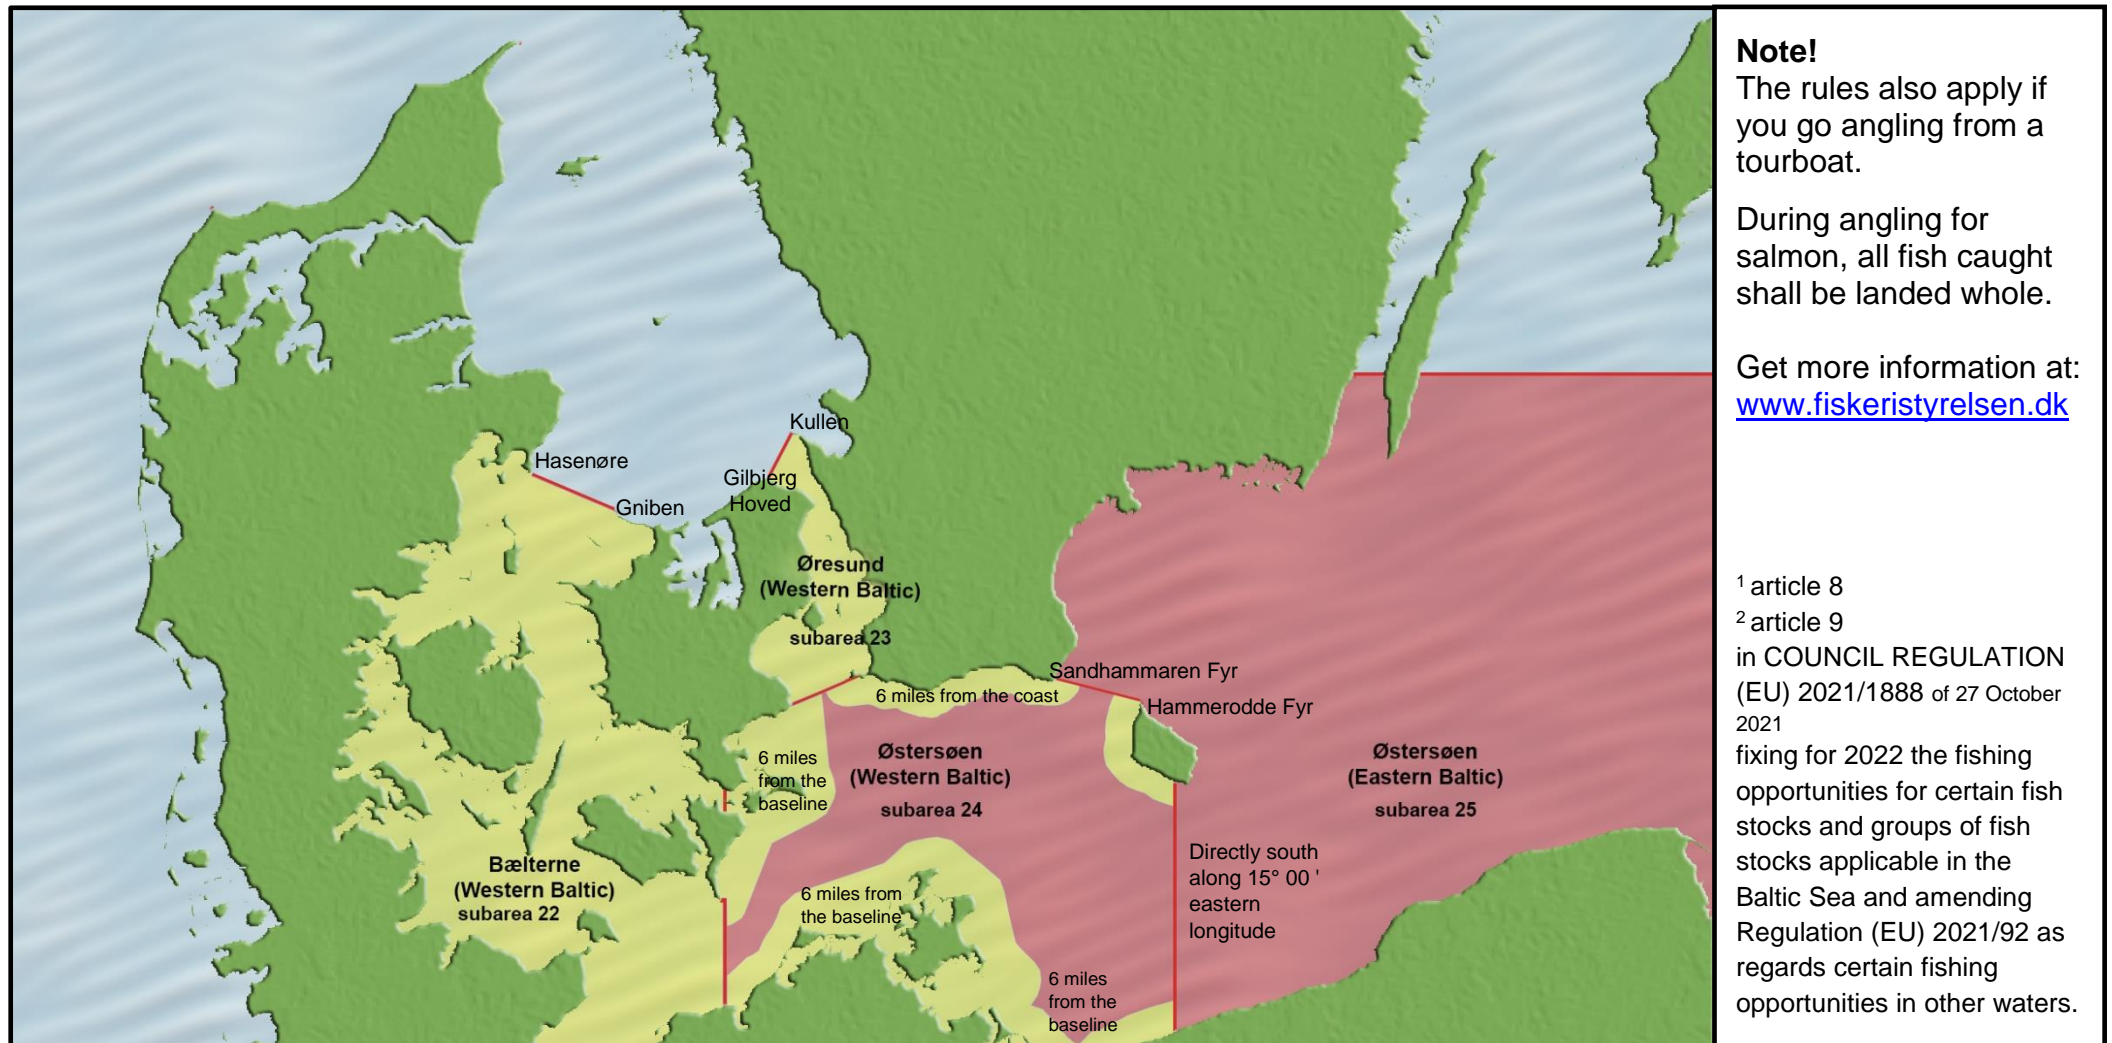 Kullen
Hasenøre
Gilbjerg
Hoved
Gniben
Øresund
(Western Baltic)
subarea 23
Sandhammaren Fyr
6 miles from the coast
Hammerodde Fyr
6 miles
from the
baseline
Østersøen
(Western Baltic)
subarea 24
Østersøen
(Eastern Baltic)
subarea 25
Bælterne
(Western Baltic)
subarea 22
6 miles from
the baseline
Directly south
along 15° 00 '
eastern
longitude
6 miles
from the
baseline
Note!
The rules also apply if
you go angling from a
tourboat.
During angling for
salmon, all fish caught
shall be landed whole.
Get more information at:
www.fiskeristyrelsen.dk
¹ article 8
² article 9
in COUNCIL REGULATION
(EU) 2021/1888 of 27 October
2021
fixing for 2022 the fishing
opportunities for certain fish
stocks and groups of fish
stocks applicable in the
Baltic Sea and amending
Regulation (EU) 2021/92 as
regards certain fishing
opportunities in other waters.